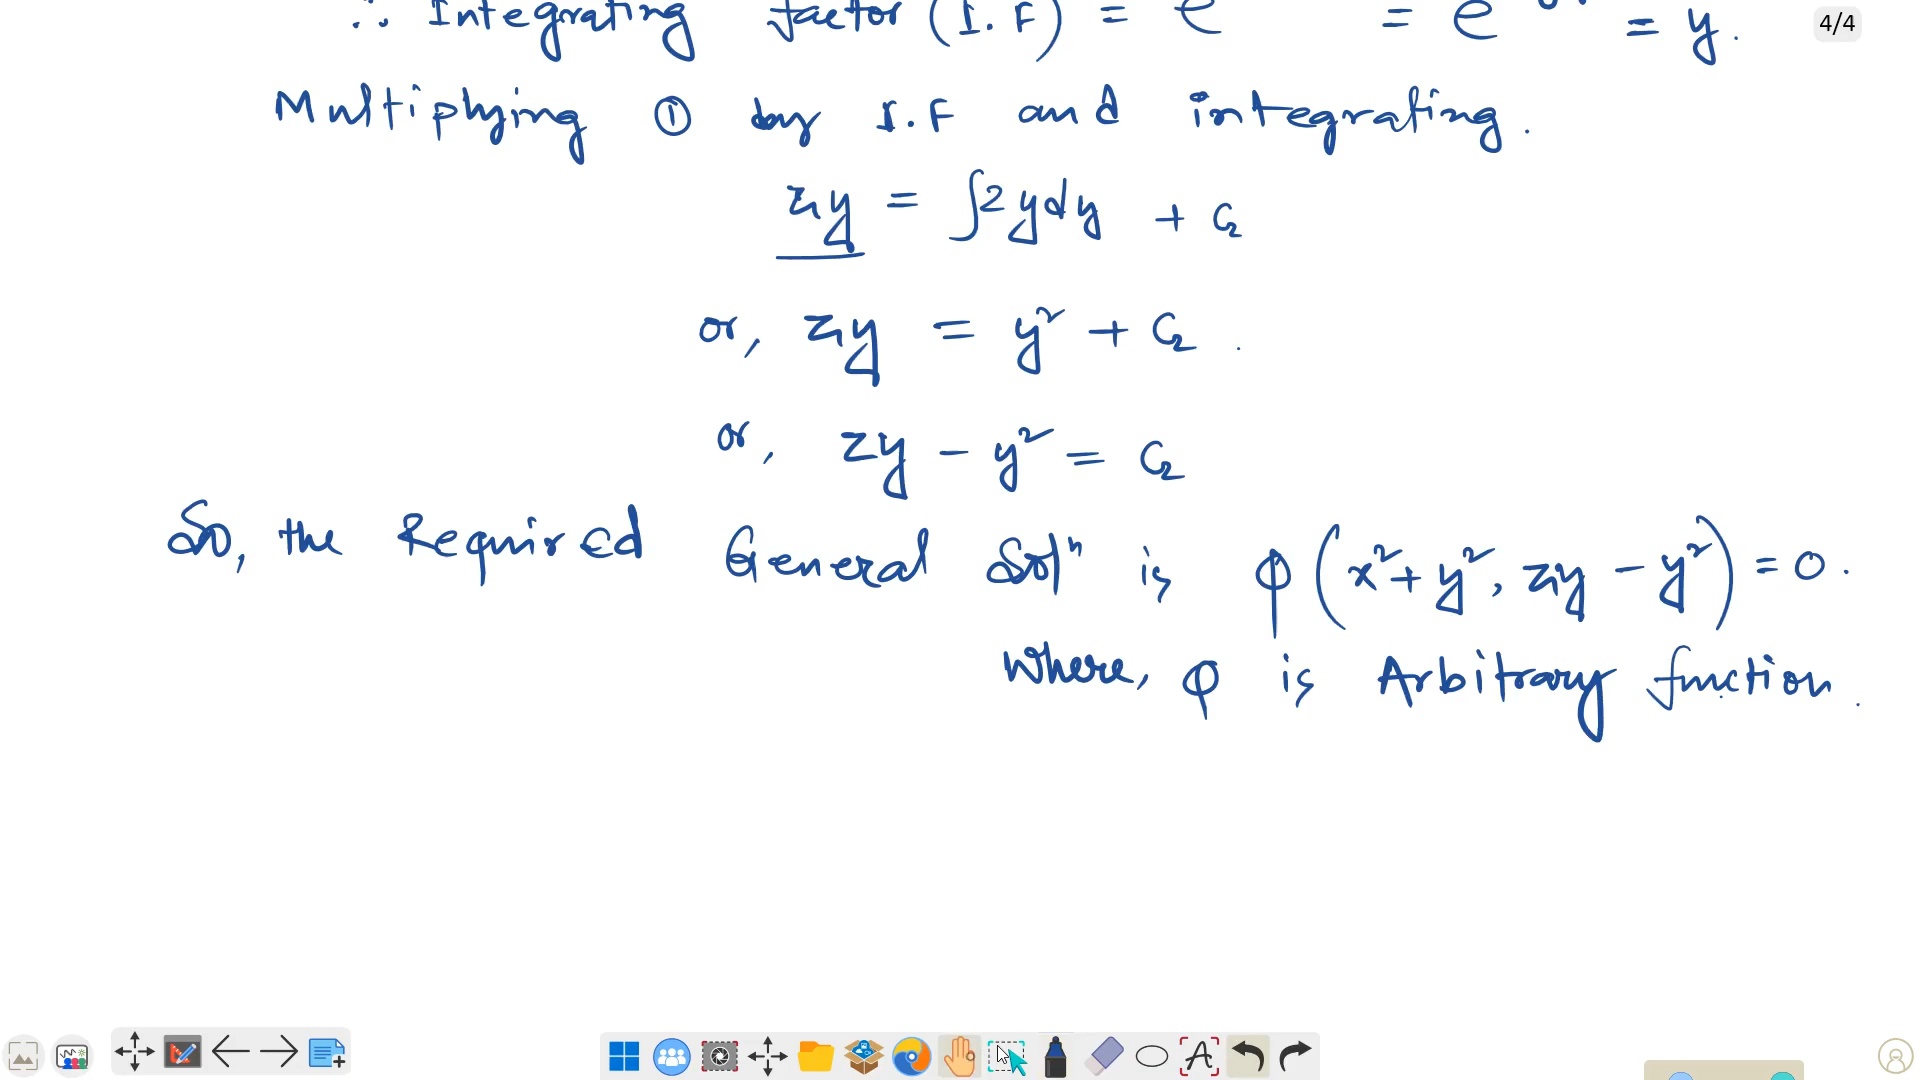 ∴ Integrating factor (I.F) = e = e = y.
4/4
Multiplying ① by I.F and integrating.
zy = ∫2ydy + C₂
or, zy = y² + C₂.
or, zy - y² = C₂
So, the Required General Solⁿ is φ(x²+y², zy - y²) = 0.
Where, φ is Arbitrary function.